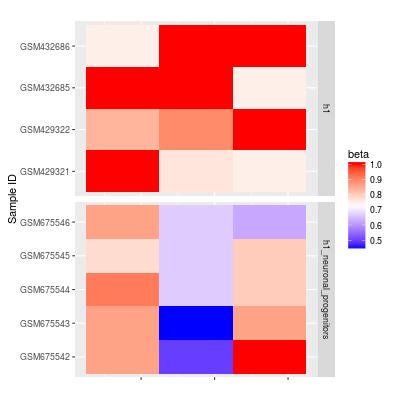 GSM432686
GSM432685
GSM429322
GSM429321
h1
GSM675546
GSM675545
GSM675544
GSM675543
GSM675542
h1_neuronal_progenitors
Sample ID
beta
1.0
0.9
0.8
0.7
0.6
0.5